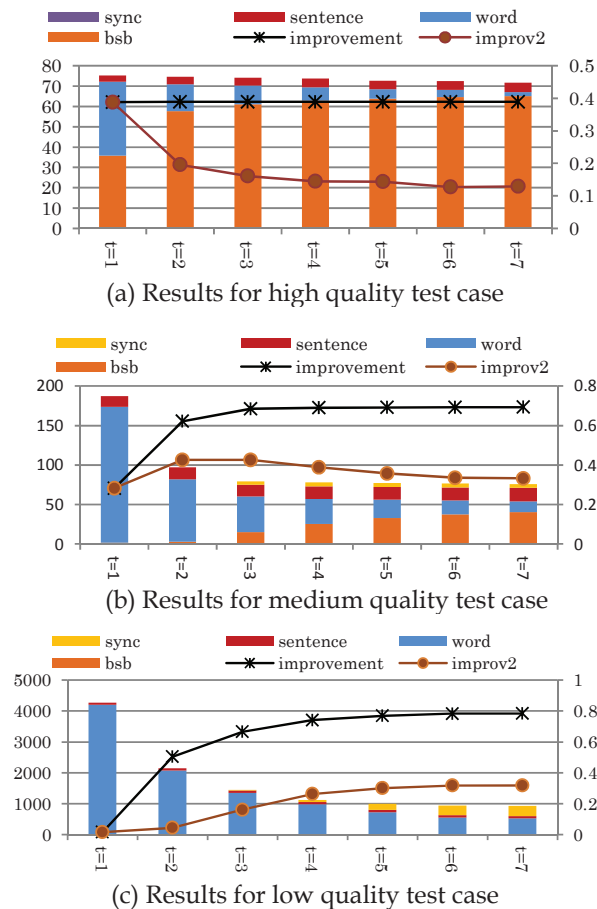 sync sentence word
bsb improvement improv2
80 0.5
70
60 0.4
50 0.3
40
30 0.2
20 0.1
10
0 0
t=1 t=2 t=3 t=4 t=5 t=6 t=7
(a) Results for high quality test case
sync sentence word
bsb improvement improv2
200 0.8
150 0.6
100 0.4
50 0.2
0 0
t=1 t=2 t=3 t=4 t=5 t=6 t=7
(b) Results for medium quality test case
sync sentence word
bsb improvement improv2
5000 1
4000 0.8
3000 0.6
2000 0.4
1000 0.2
0 0
t=1 t=2 t=3 t=4 t=5 t=6 t=7
(c) Results for low quality test case